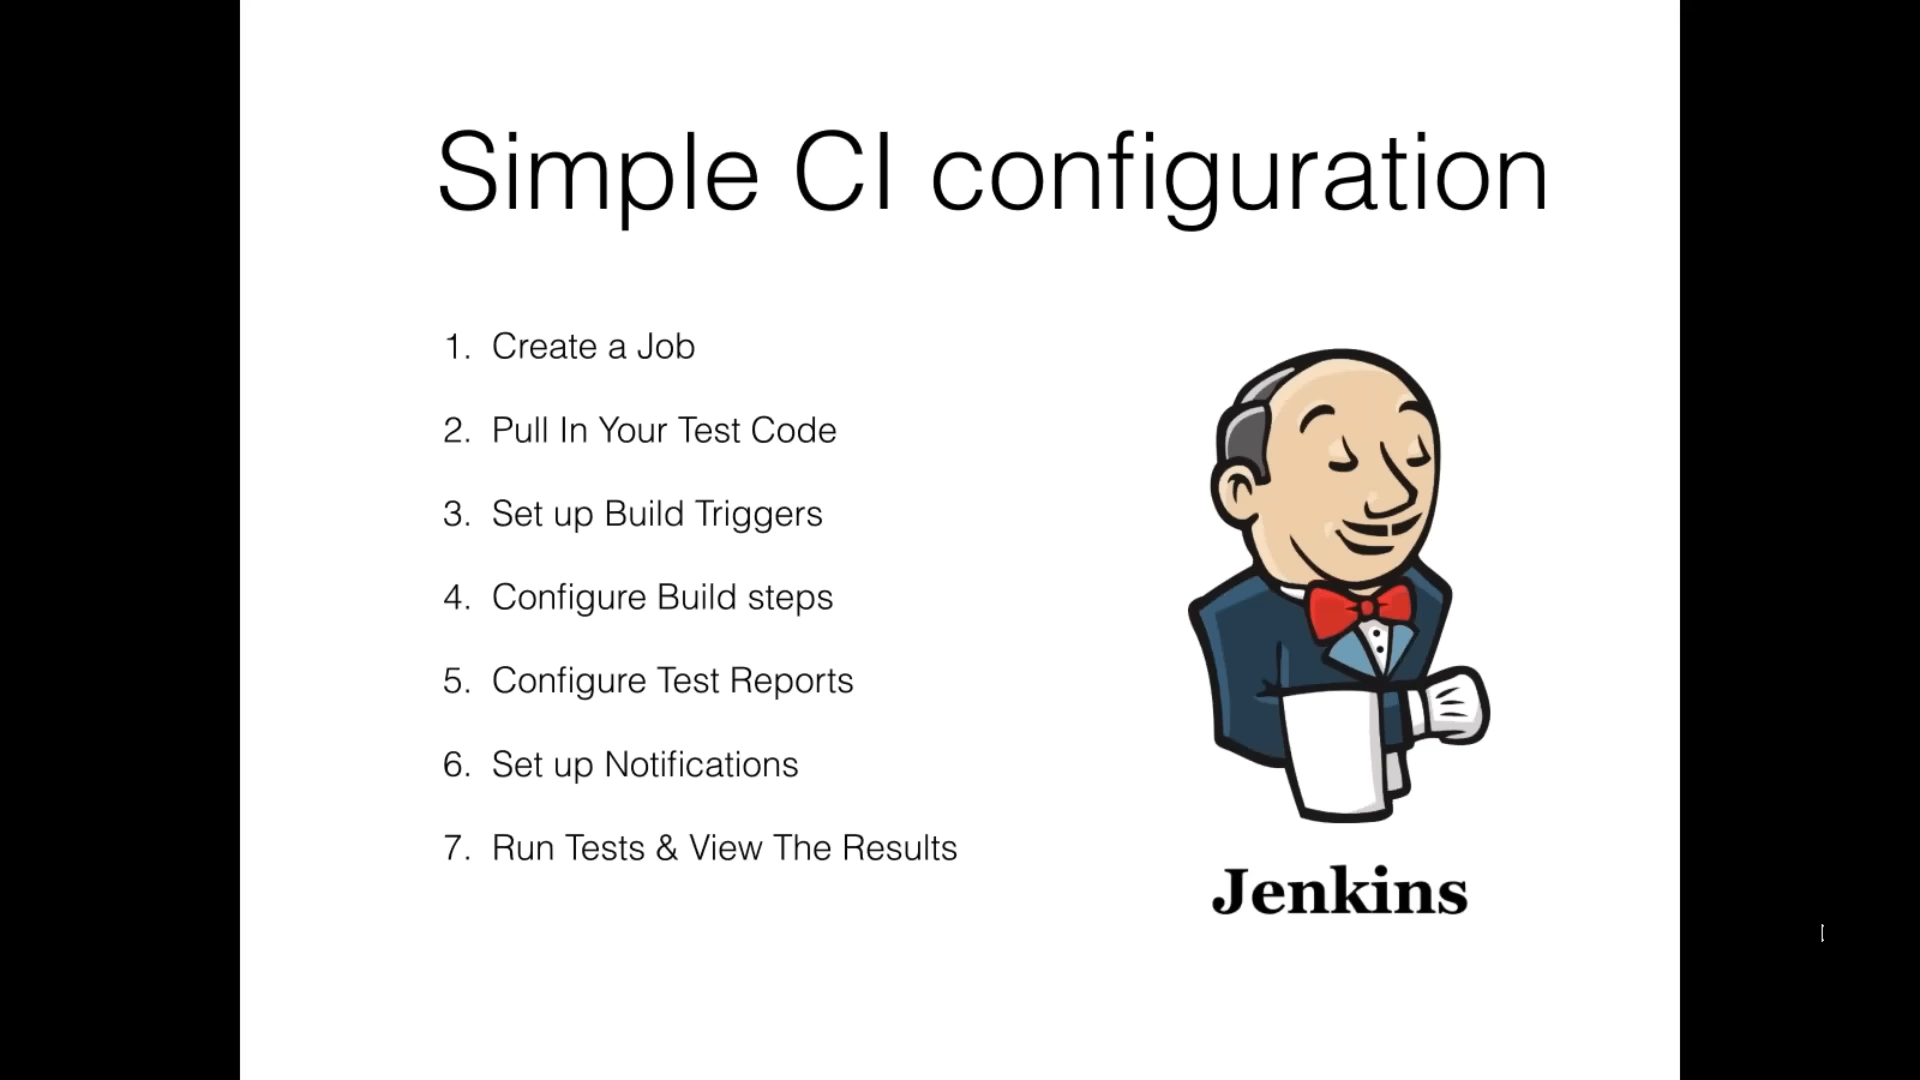 Simple CI configuration
1. Create a Job
2. Pull In Your Test Code
3. Set up Build Triggers
4. Configure Build steps
5. Configure Test Reports
6. Set up Notifications
7. Run Tests & View The Results
Jenkins